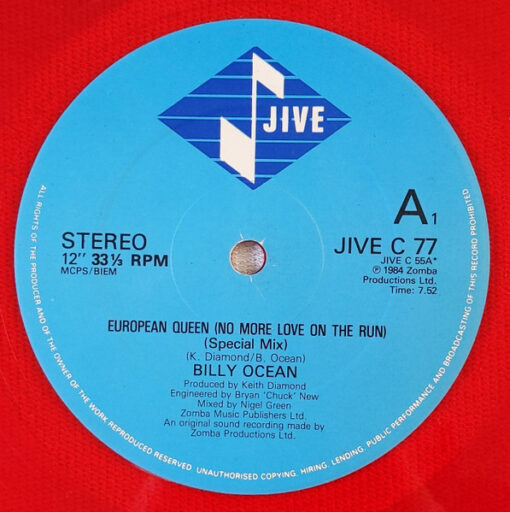 JIVE
A1
STEREO
12" 33⅓ RPM
MCPS/BIEM
JIVE C 77
JIVE C 55A*
℗ 1984 Zomba
Productions Ltd.
Time: 7.52
EUROPEAN QUEEN (NO MORE LOVE ON THE RUN)
(Special Mix)
(K. Diamond/B. Ocean)
BILLY OCEAN
Produced by Keith Diamond
Engineered by Bryan 'Chuck' New
Mixed by Nigel Green
Zomba Music Publishers Ltd.
An original sound recording made by
Zomba Productions Ltd.
ALL RIGHTS OF THE PRODUCER AND OF THE OWNER OF THE WORK REPRODUCED RESERVED. UNAUTHORISED COPYING, HIRING, LENDING, PUBLIC PERFORMANCE AND BROADCASTING OF THIS RECORD PROHIBITED